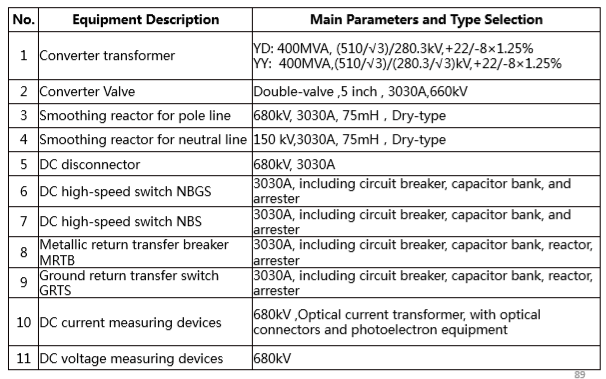 No. Equipment Description Main Parameters and Type Selection
1 Converter transformer YD: 400MVA, (510/√3)/280.3kV,+22/-8×1.25%
YY: 400MVA,(510/√3)/(280.3/√3)kV,+22/-8×1.25%
2 Converter Valve Double-valve ,5 inch , 3030A,660kV
3 Smoothing reactor for pole line 680kV, 3030A, 75mH , Dry-type
4 Smoothing reactor for neutral line 150 kV,3030A, 75mH , Dry-type
5 DC disconnector 680kV, 3030A
6 DC high-speed switch NBGS 3030A, including circuit breaker, capacitor bank, and
arrester
7 DC high-speed switch NBS 3030A, including circuit breaker, capacitor bank, and
arrester
8 Metallic return transfer breaker 3030A, including circuit breaker, capacitor bank, reactor,
MRTB arrester
9 Ground return transfer switch 3030A, including circuit breaker, capacitor bank, reactor,
GRTS arrester
10 DC current measuring devices 680kV ,Optical current transformer, with optical
connectors and photoelectron equipment
11 DC voltage measuring devices 680kV
89